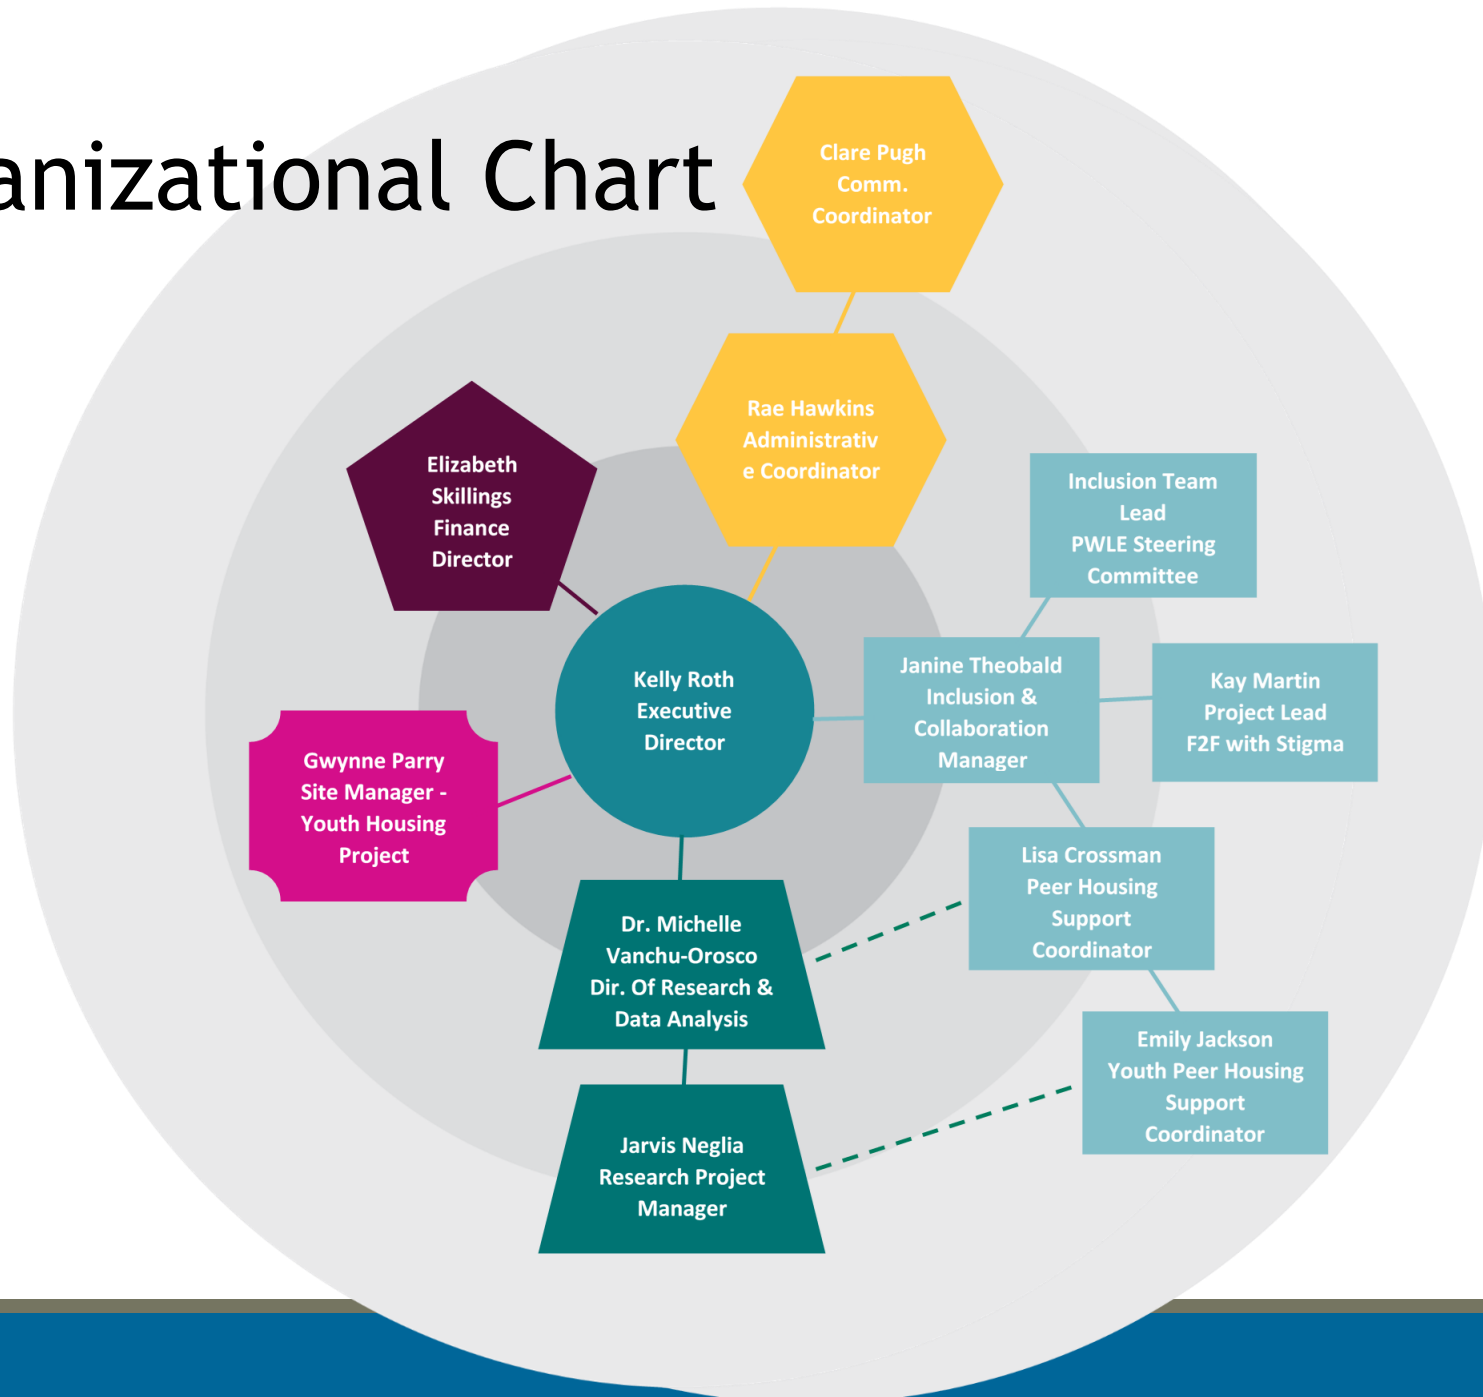 anizational Chart
Clare Pugh
Comm.
Coordinator
Rae Hawkins
Administrativ
e Coordinator
Elizabeth
Skillings
Finance
Director
Inclusion Team
Lead
PWLE Steering
Committee
Kelly Roth
Executive
Director
Janine Theobald
Inclusion &
Collaboration
Manager
Kay Martin
Project Lead
F2F with Stigma
Gwynne Parry
Site Manager -
Youth Housing
Project
Lisa Crossman
Peer Housing
Support
Coordinator
Dr. Michelle
Vanchu-Orosco
Dir. Of Research &
Data Analysis
Emily Jackson
Youth Peer Housing
Support
Coordinator
Jarvis Neglia
Research Project
Manager